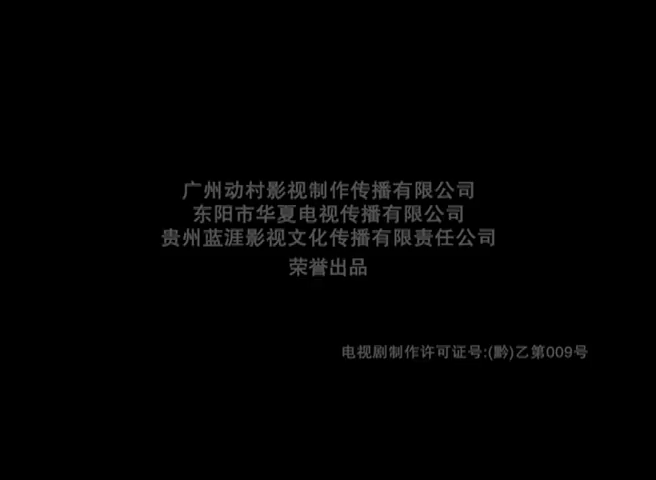 广州动村影视制作传播有限公司
东阳市华夏电视传播有限公司
贵州蓝涯影视文化传播有限责任公司
荣誉出品
电视剧制作许可证号:(黔)乙第009号